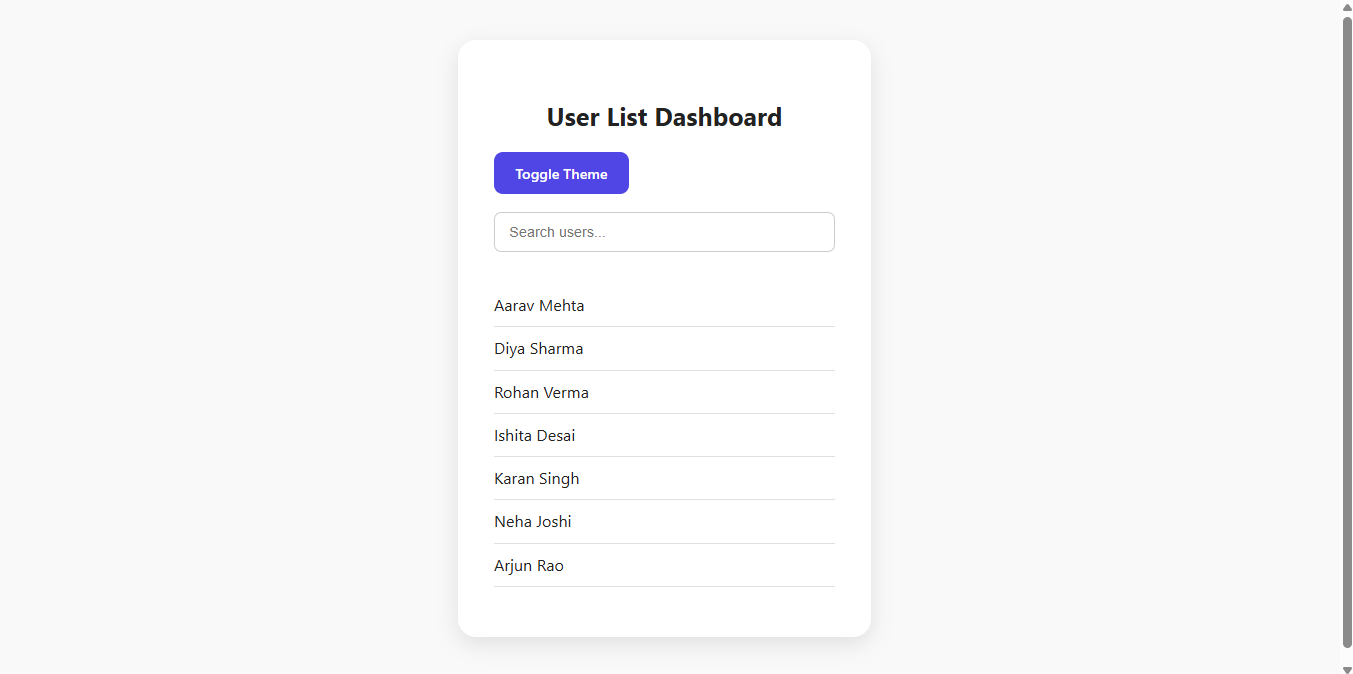 User List Dashboard
Toggle Theme
Search users...
Aarav Mehta
Diya Sharma
Rohan Verma
Ishita Desai
Karan Singh
Neha Joshi
Arjun Rao